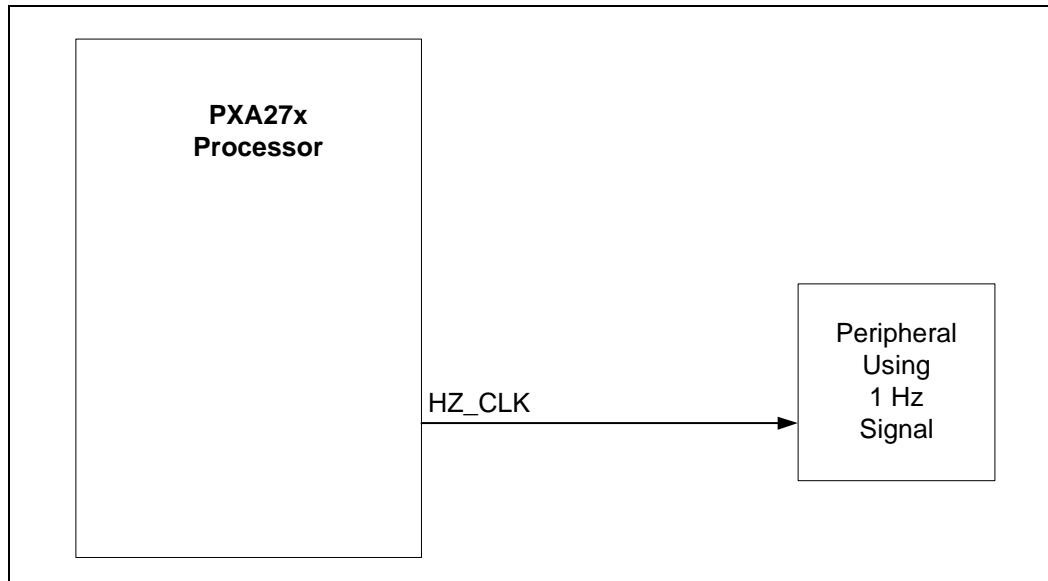 PXA27x
Processor
HZ_CLK
Peripheral
Using
1 Hz
Signal